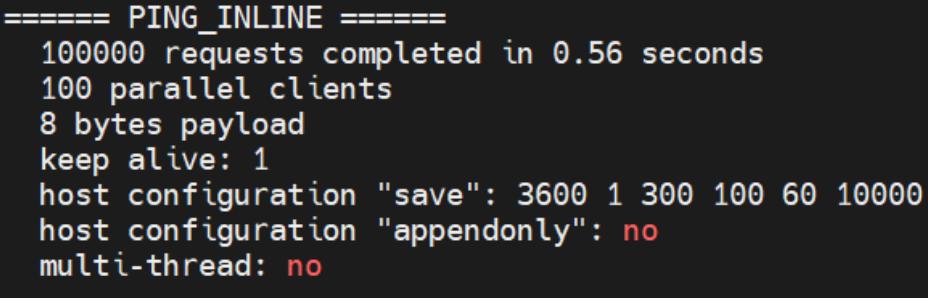 ====== PING_INLINE ======
100000 requests completed in 0.56 seconds
100 parallel clients
8 bytes payload
keep alive: 1
host configuration "save": 3600 1 300 100 60 10000
host configuration "appendonly": no
multi-thread: no